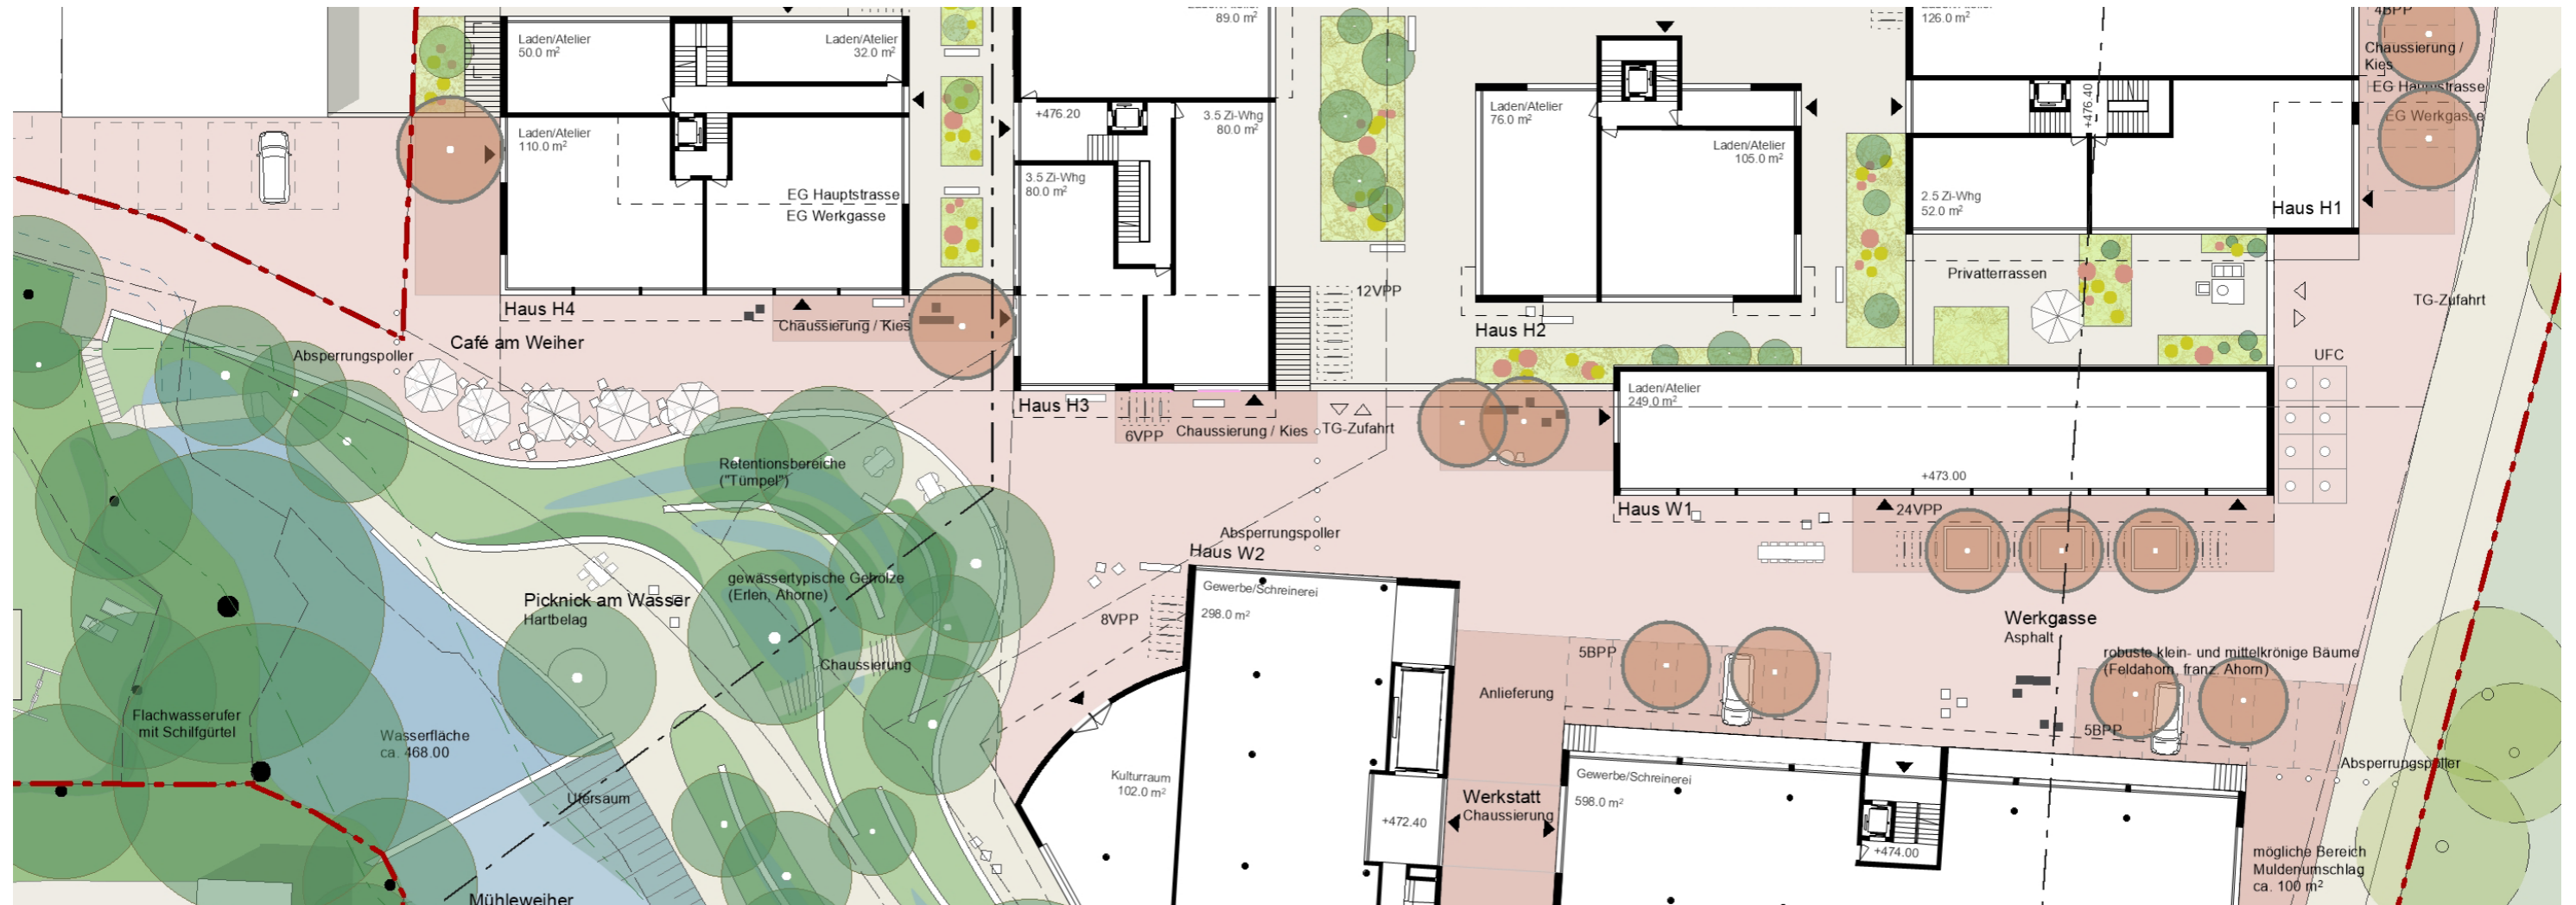 Laden/Atelier
50.0 m²
Laden/Atelier
32.0 m²
89.0 m²
126.0 m²
4BPP
Chaussierung /
Kies
EG Hauptstrasse
EG Werkgasse
Laden/Atelier
110.0 m²
EG Hauptstrasse
EG Werkgasse
+476.20
3.5 Zi-Whg
80.0 m²
3.5 Zi-Whg
80.0 m²
Laden/Atelier
76.0 m²
Laden/Atelier
105.0 m²
+476.40
2.5 Zi-Whg
52.0 m²
Haus H1
Privatterrassen
TG-Zufahrt
12VPP
Haus H4
Chaussierung / Kies
Haus H2
Café am Weiher
Absperrungspoller
UFC
Laden/Atelier
249.0 m²
Haus H3
6VPP
Chaussierung / Kies
TG-Zufahrt
Retentionsbereiche
("Tümpel")
+473.00
Haus W1
24VPP
Absperrungspoller
Haus W2
gewässertypische Gehölze
(Erlen, Ahorne)
Gewerbe/Schreinerei
298.0 m²
Picknick am Wasser
Hartbelag
8VPP
Werkgasse
Asphalt
5BPP
robuste klein- und mittelkrönige Bäume
(Feldahorn, franz. Ahorn)
Chaussierung
Anlieferung
Flachwasserufer
mit Schilfgürtel
Wasserfläche
ca. 468.00
5BPP
Absperrungspoller
Kulturraum
102.0 m²
Gewerbe/Schreinerei
598.0 m²
Ufersaum
Werkstatt
Chaussierung
+472.40
+474.00
mögliche Bereich
Muldenumschlag
ca. 100 m²
Mühleweiher